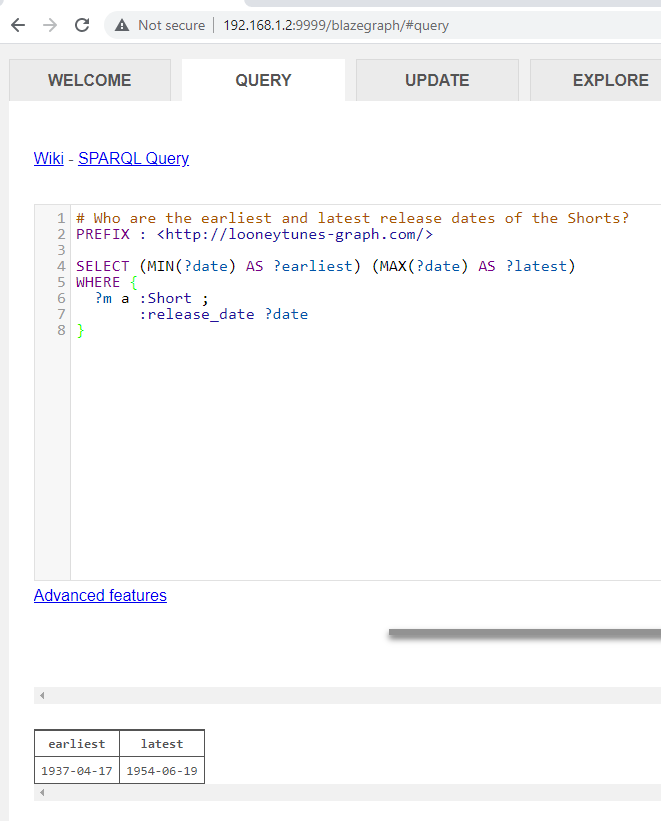 Not secure | 192.168.1.2:9999/blazegraph/#query
WELCOME QUERY UPDATE EXPLORE
Wiki - SPARQL Query
1 # Who are the earliest and latest release dates of the Shorts?
2 PREFIX : <http://looneytunes-graph.com/>
3
4 SELECT (MIN(?date) AS ?earliest) (MAX(?date) AS ?latest)
5 WHERE {
6 ?m a :Short ;
7 :release_date ?date
8 }
Advanced features
earliest latest
1937-04-17 1954-06-19